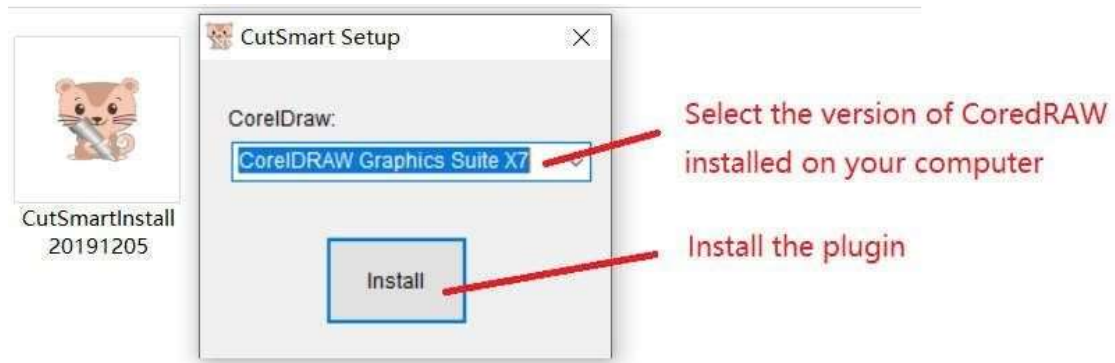 CutSmart Setup
CorelDraw:
CorelDRAW Graphics Suite X7
Install
CutSmartInstall
20191205
Select the version of CoredRAW
installed on your computer
Install the plugin